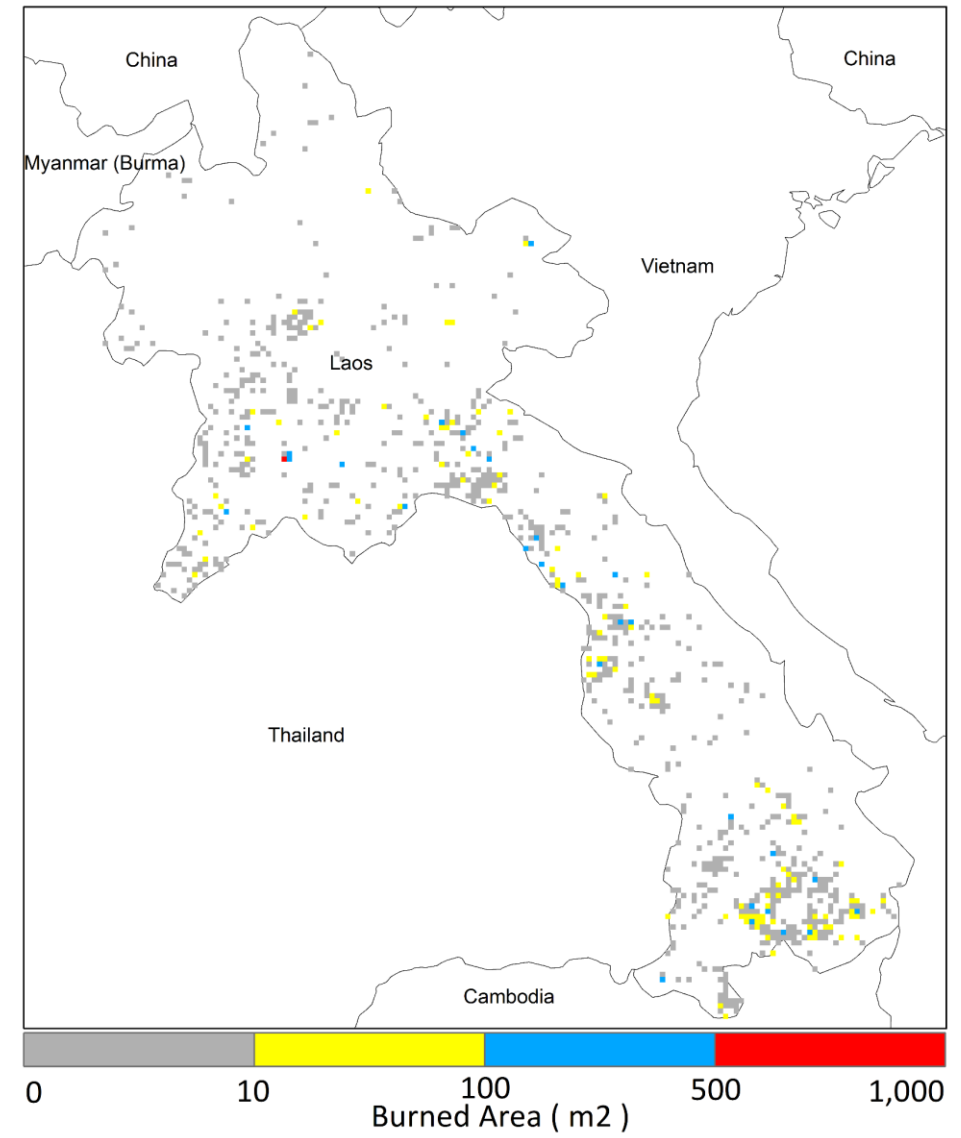 China
China
Myanmar (Burma)
Vietnam
Laos
Thailand
Cambodia
0 10 100 500 1,000
Burned Area ( m2 )